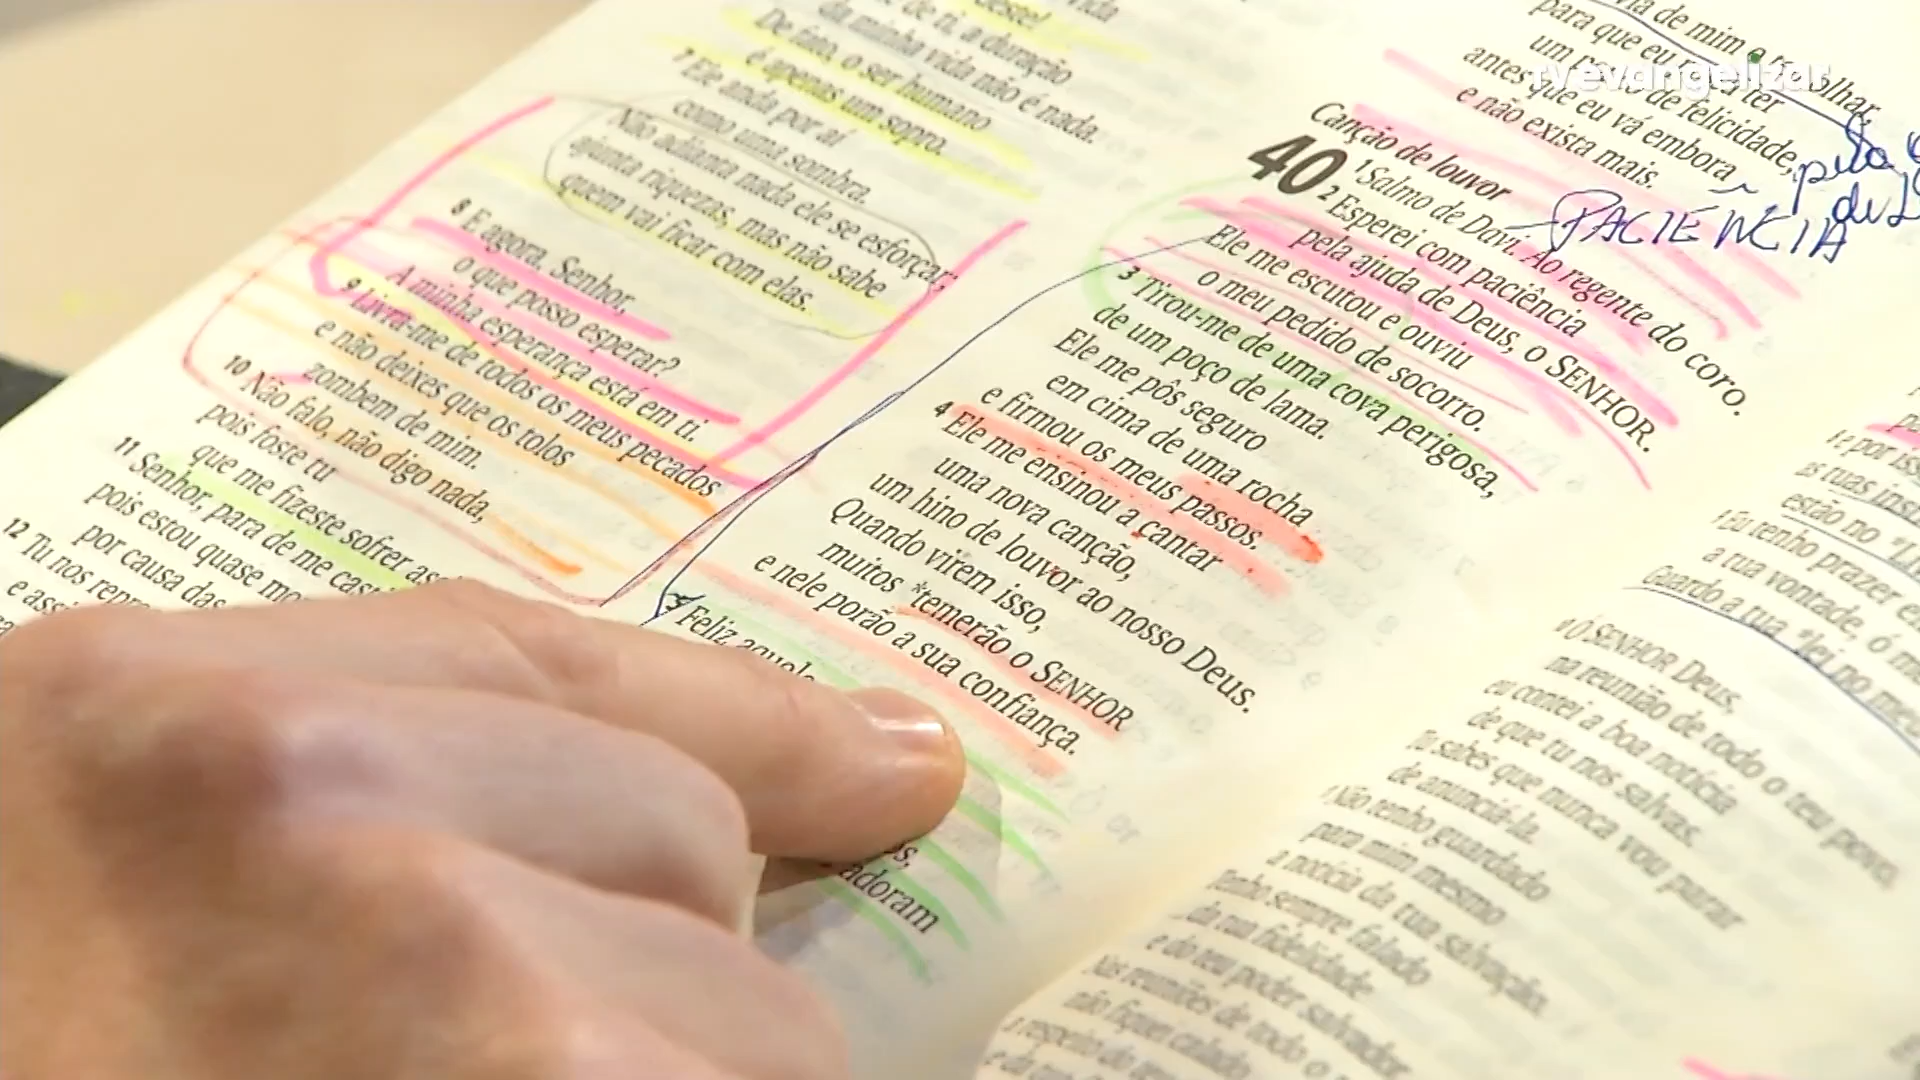 da minha vida não é nada.
De fato, o ser humano
é apenas um sopro.
7 Ele anda por aí
como uma sombra.
Não adianta nada ele se esforçar;
ajunta riquezas, mas não sabe
quem vai ficar com elas.
8 E agora, Senhor,
o que posso esperar?
A minha esperança está em ti.
9 Livra-me de todos os meus pecados
e não deixes que os tolos
zombem de mim.
10 Não falo, não digo nada,
pois foste tu
que me fizeste sofrer
11 Senhor, para de me
pois estou quase
por causa das
12 Tu nos
para que eu
antes que eu vá embora
e não exista mais.
Canção de louvor
40
1 Salmo de Davi. Ao regente do coro.
2 Esperei com paciência
pela ajuda de Deus, o SENHOR.
Ele me escutou e ouviu
o meu pedido de socorro.
3 Tirou-me de uma cova perigosa,
de um poço de lama.
Ele me pôs seguro
em cima de uma rocha
e firmou os meus passos.
4 Ele me ensinou a cantar
uma nova canção,
um hino de louvor ao nosso Deus.
Quando virem isso,
muitos *temerão o SENHOR
e nele porão a sua confiança.
5 Feliz aquele
adoram
PACIÊNCIA
pela
tvevangelizar
estão no
Eu tenho prazer
a tua vontade, ó
Guardo a tua *lei no meu
O SENHOR Deus,
na reunião de todo o teu povo,
eu contei a boa notícia
de que tu nos salvas.
Tu sabes que nunca vou parar
de anunciá-la.
Não tenho guardado
para mim mesmo
a notícia da tua salvação.
Tenho sempre falado
da tua fidelidade
e do teu poder salvador.
Nas reuniões de todo o
não fiquei calado
a respeito do